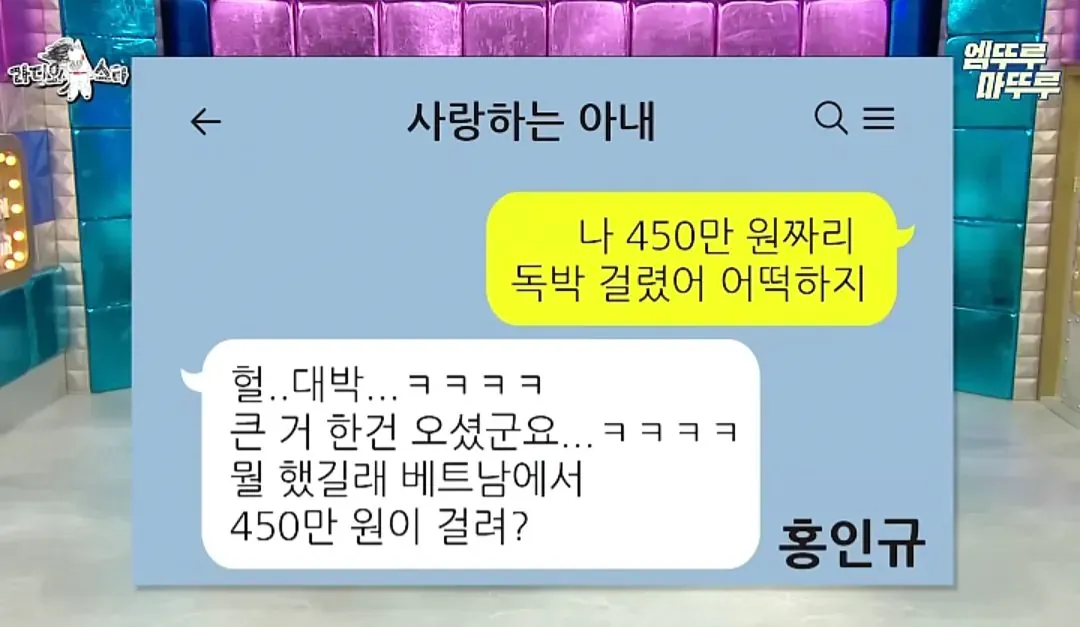 라디오 스타
엠뚜루
마뚜루
사랑하는 아내
나 450만 원짜리
독박 걸렸어 어떡하지
헐..대박...ㅋㅋㅋㅋ
큰 거 한건 오셨군요...ㅋㅋㅋㅋ
뭘 했길래 베트남에서
450만 원이 걸려?
홍인규